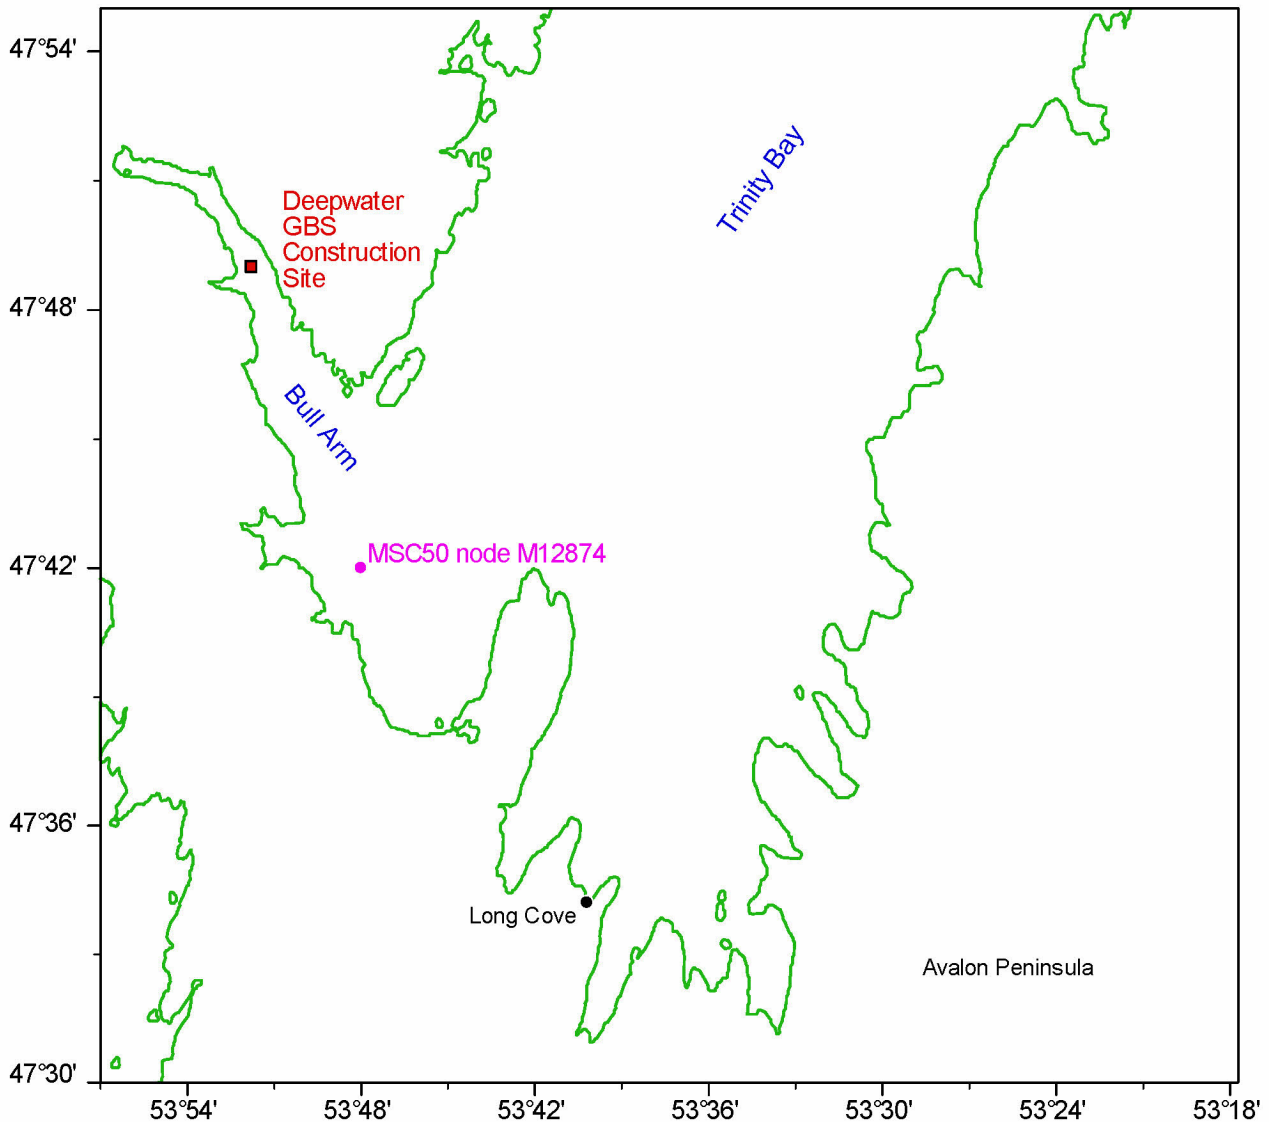 47°54'
Trinity Bay
Deepwater
GBS
Construction
Site
47°48'
Bull Arm
MSC50 node M12874
47°42'
47°36'
Long Cove
Avalon Peninsula
47°30'
53°54'
53°48'
53°42'
53°36'
53°30'
53°24'
53°18'